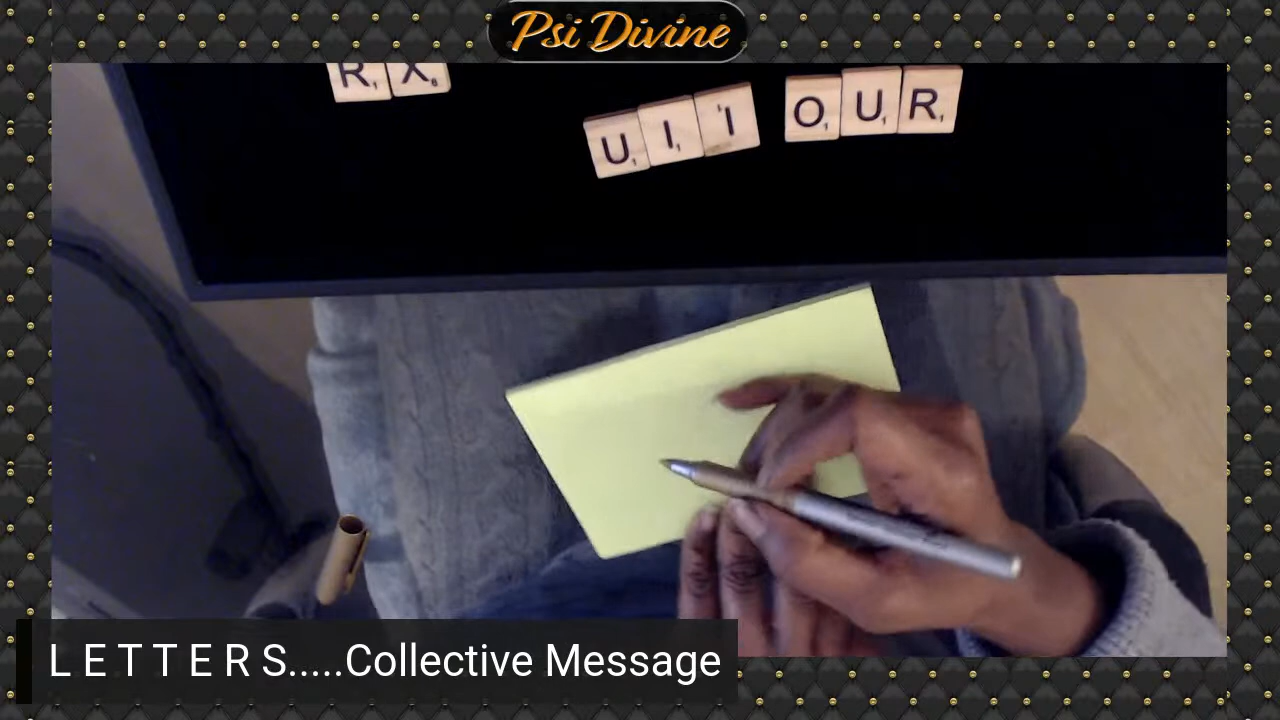 Psi Divine
R, X
U I I O U R
L E T T E R S.....Collective Message